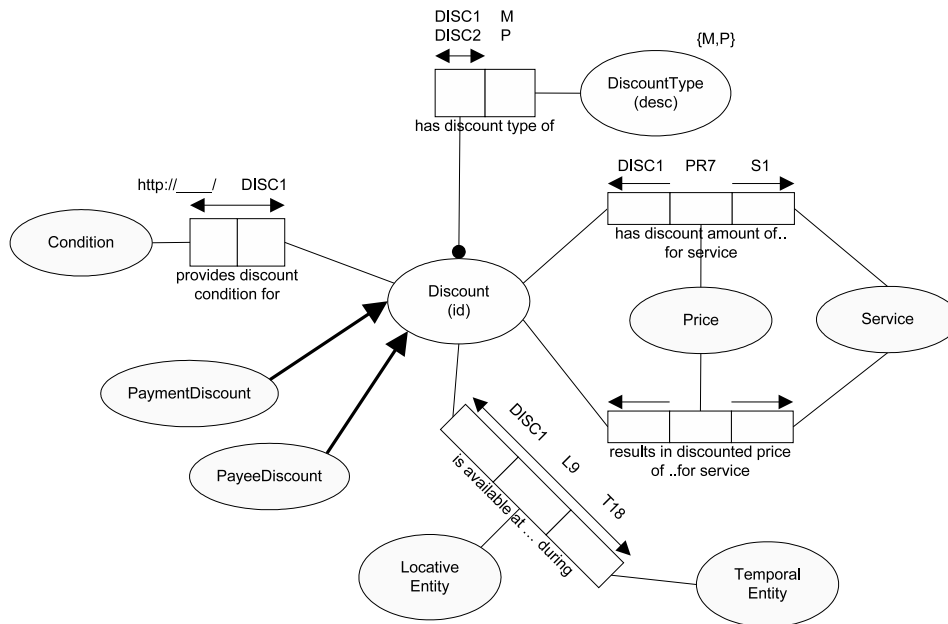 DISC1 M
DISC2 P
{M,P}
DiscountType
(desc)
has discount type of
http://____/ DISC1
DISC1 PR7 S1
Condition
provides discount
condition for
has discount amount of..
for service
Discount
(id)
Price
Service
PaymentDiscount
PayeeDiscount
DISC1 L9 T18
is available at ... during
results in discounted price
of ..for service
Locative
Entity
Temporal
Entity